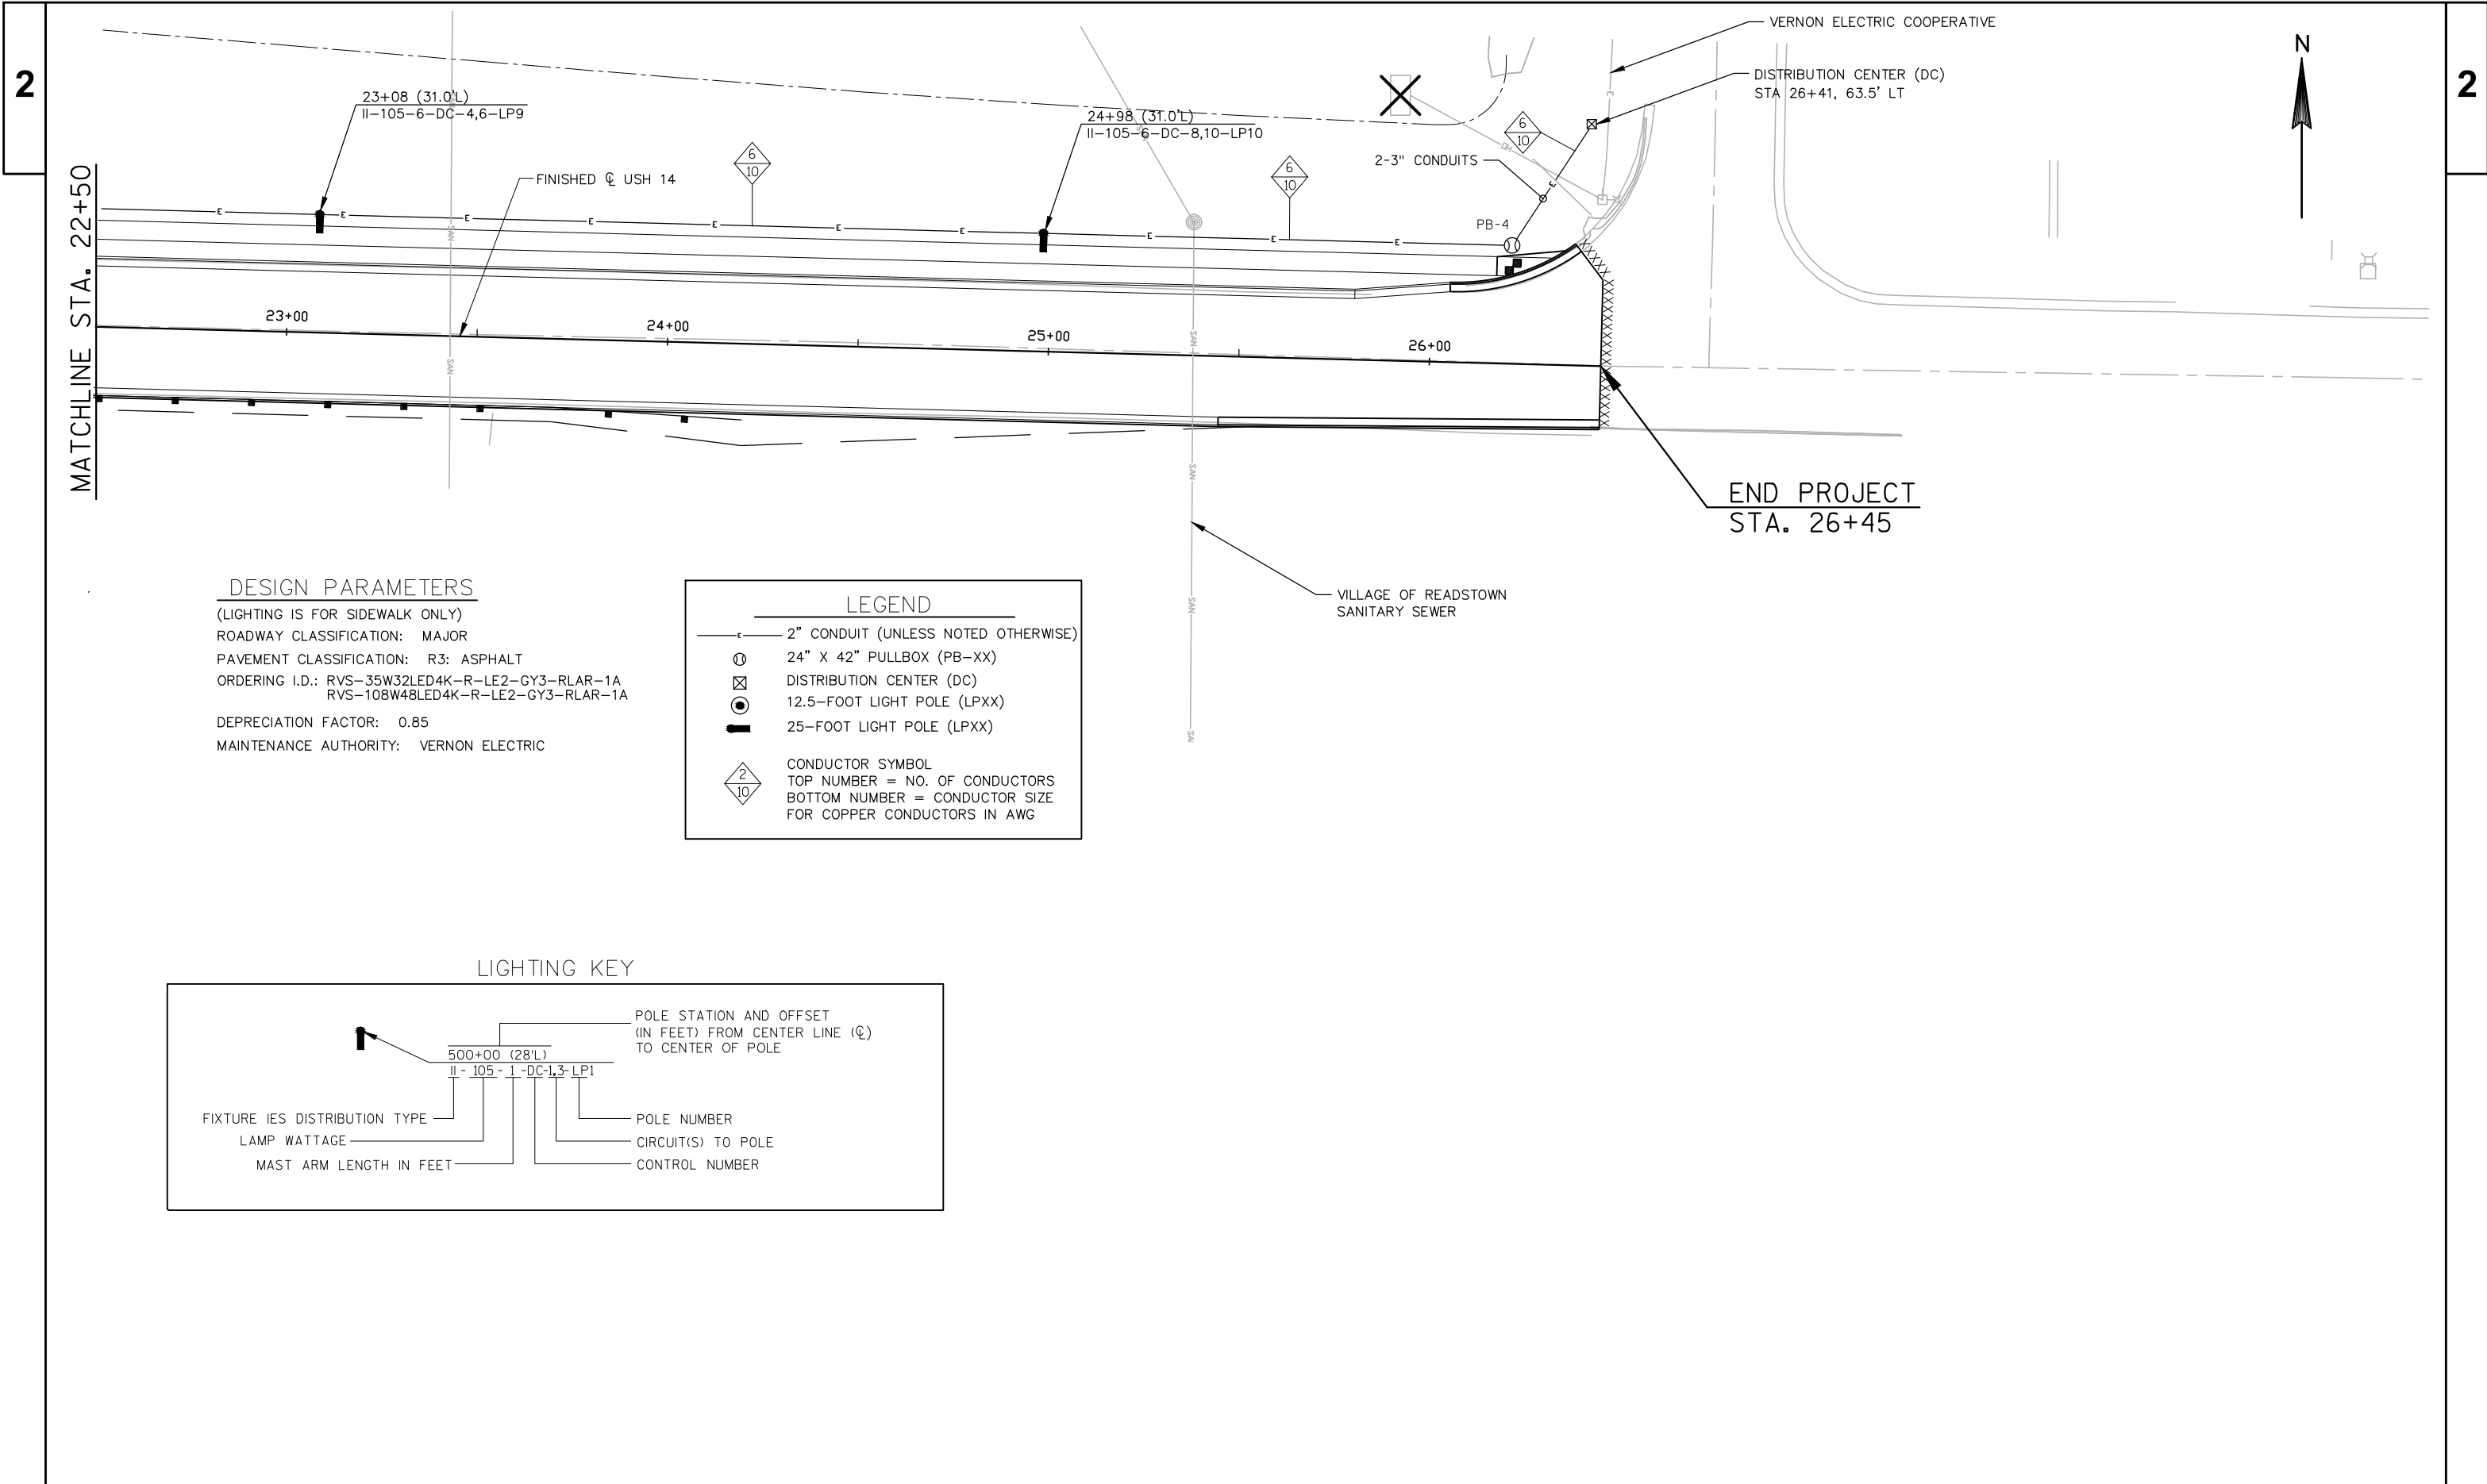 2
2
VERNON ELECTRIC COOPERATIVE
N
DISTRIBUTION CENTER (DC)
STA 26+41, 63.5' LT
23+08 (31.0'L)
II-105-6-DC-4,6-LP9
24+98 (31.0'L)
II-105-6-DC-8,10-LP10
6
10
6
10
6
10
2-3" CONDUITS
PB-4
FINISHED ℄ USH 14
MATCHLINE STA. 22+50
E
E
E
E
E
E
E
E
E
E
E
E
OH
SAN
SAN
SAN
SAN
SAN
23+00
24+00
25+00
26+00
END PROJECT
STA. 26+45
VILLAGE OF READSTOWN
SANITARY SEWER
DESIGN PARAMETERS
(LIGHTING IS FOR SIDEWALK ONLY)
ROADWAY CLASSIFICATION: MAJOR
PAVEMENT CLASSIFICATION: R3: ASPHALT
ORDERING I.D.: RVS-35W32LED4K-R-LE2-GY3-RLAR-1A
RVS-108W48LED4K-R-LE2-GY3-RLAR-1A
DEPRECIATION FACTOR: 0.85
MAINTENANCE AUTHORITY: VERNON ELECTRIC
LEGEND
E
2" CONDUIT (UNLESS NOTED OTHERWISE)
24" X 42" PULLBOX (PB-XX)
DISTRIBUTION CENTER (DC)
12.5-FOOT LIGHT POLE (LPXX)
25-FOOT LIGHT POLE (LPXX)
2
10
CONDUCTOR SYMBOL
TOP NUMBER = NO. OF CONDUCTORS
BOTTOM NUMBER = CONDUCTOR SIZE
FOR COPPER CONDUCTORS IN AWG
LIGHTING KEY
POLE STATION AND OFFSET
(IN FEET) FROM CENTER LINE (℄)
TO CENTER OF POLE
500+00 (28'L)
II - 105 - 1 -DC-1,3- LP1
FIXTURE IES DISTRIBUTION TYPE
LAMP WATTAGE
MAST ARM LENGTH IN FEET
POLE NUMBER
CIRCUIT(S) TO POLE
CONTROL NUMBER